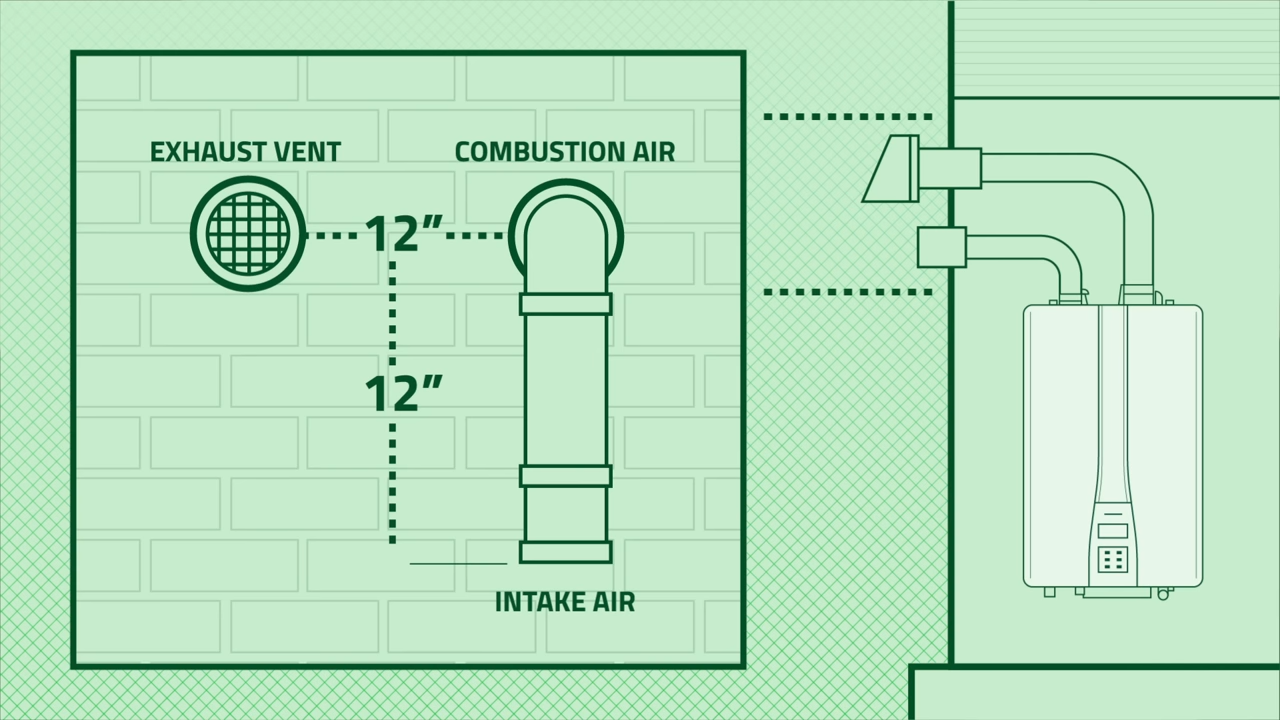 EXHAUST VENT
COMBUSTION AIR
12”
12”
INTAKE AIR